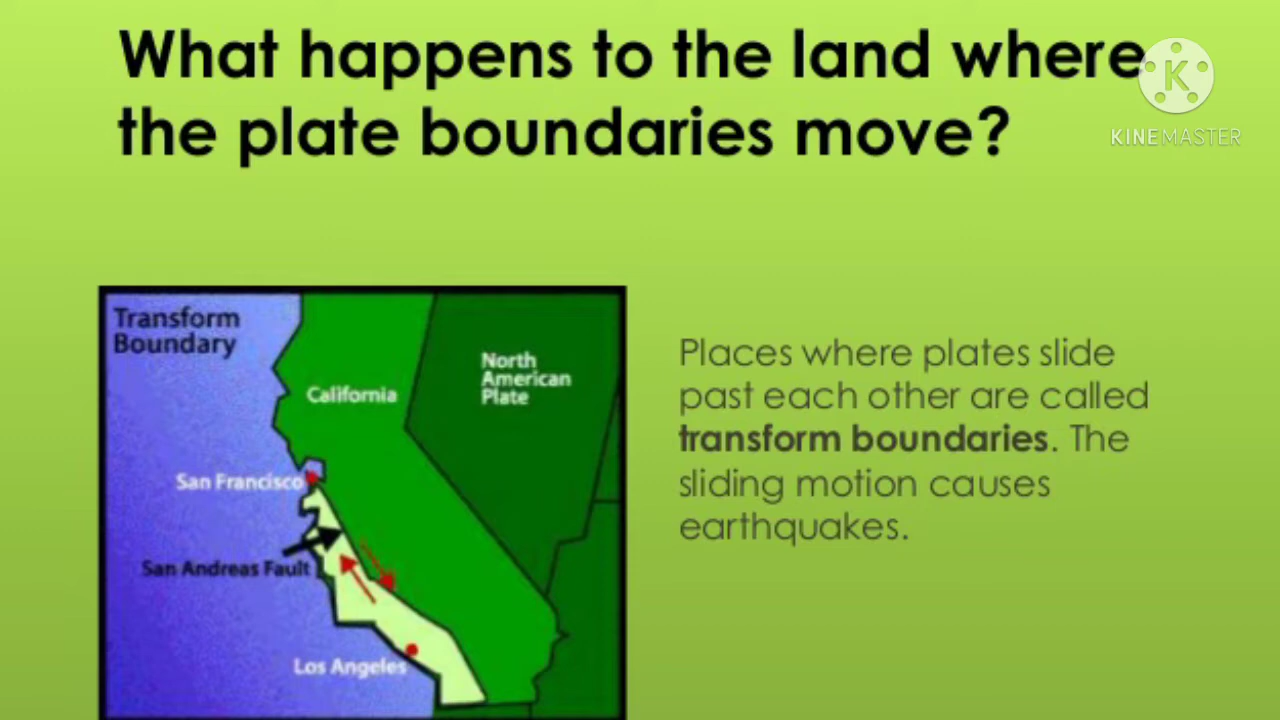 What happens to the land where
the plate boundaries move?
K
KINEMASTER
Transform
Boundary
North
American
Plate
California
San Francisco
San Andreas Fault
Los Angeles
Places where plates slide
past each other are called
transform boundaries. The
sliding motion causes
earthquakes.